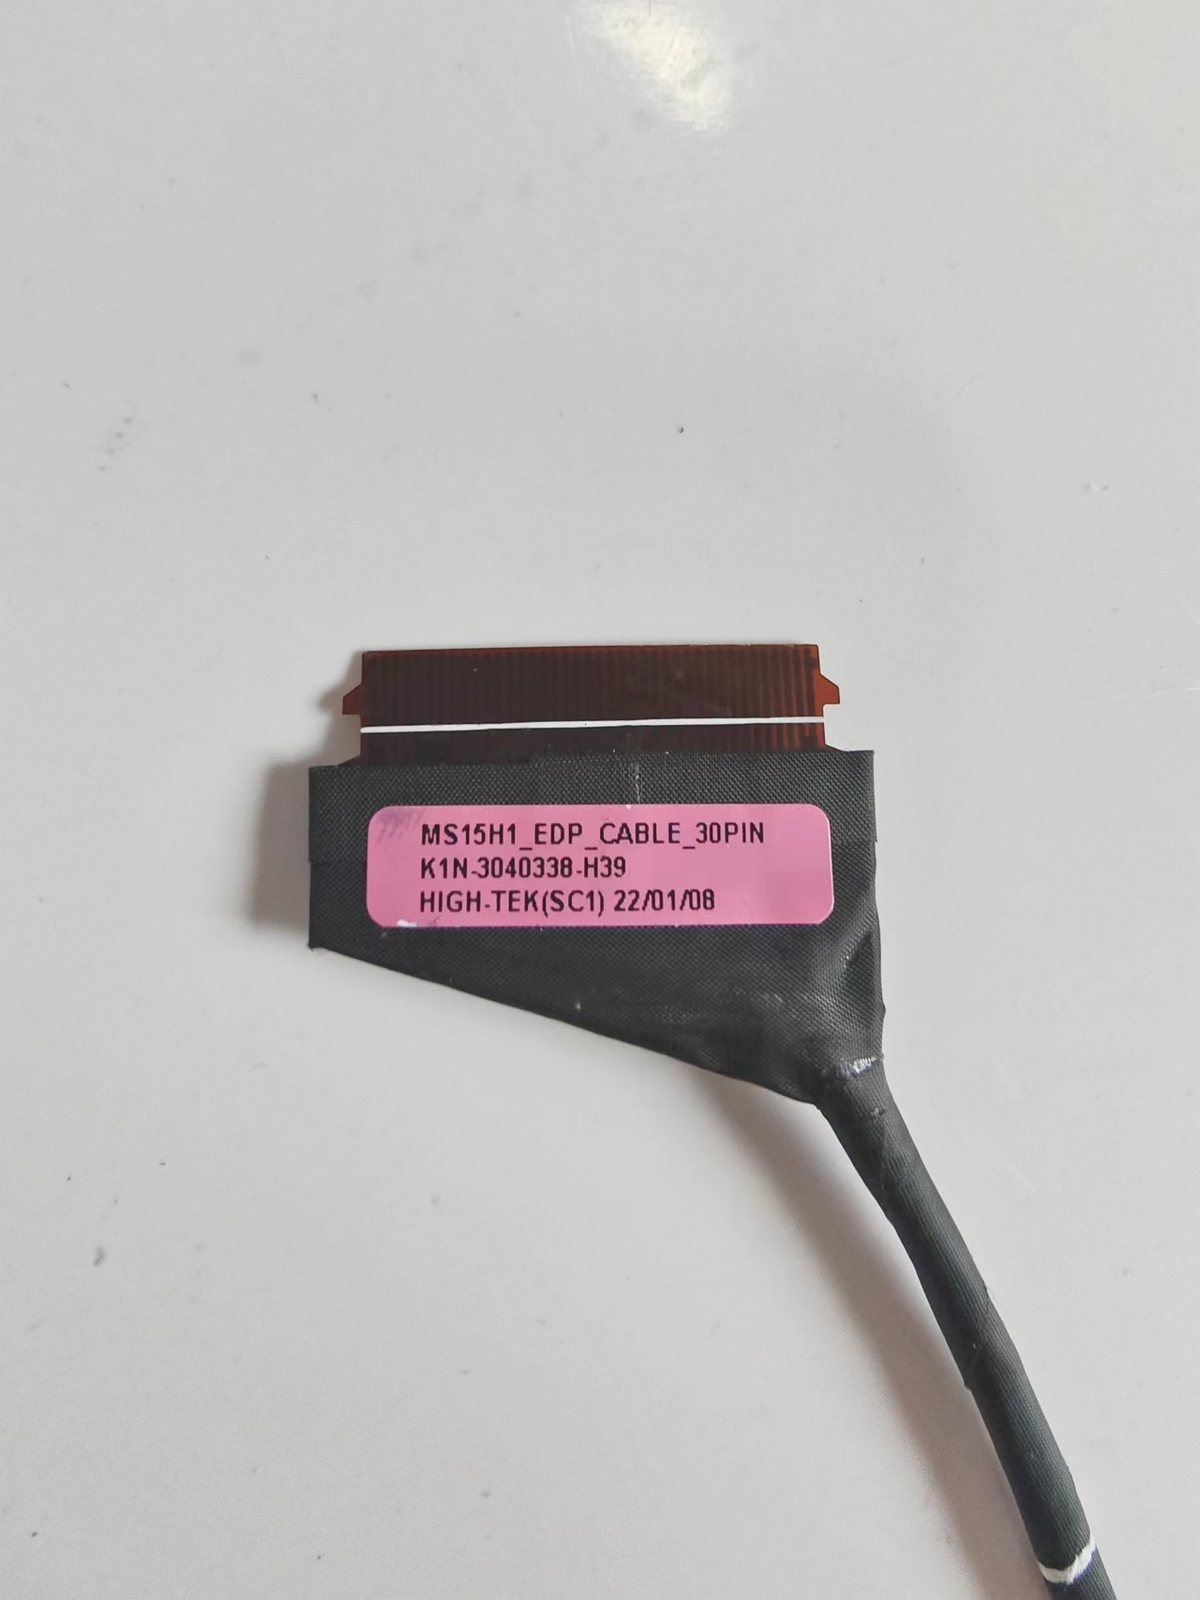 MS15H1_EDP_CABLE_30PIN
K1N-3040338-H39
HIGH-TEK(SC1) 22/01/08